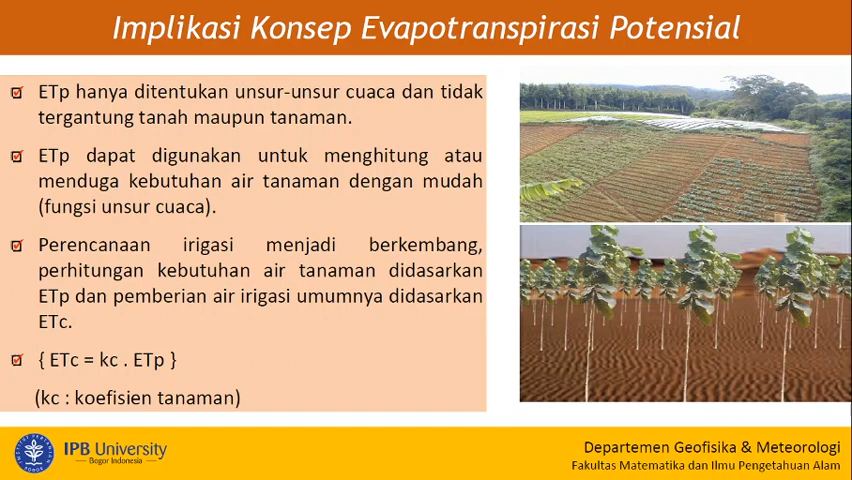 Implikasi Konsep Evapotranspirasi Potensial
ETp hanya ditentukan unsur-unsur cuaca dan tidak
tergantung tanah maupun tanaman.
ETp dapat digunakan untuk menghitung atau
menduga kebutuhan air tanaman dengan mudah
(fungsi unsur cuaca).
Perencanaan irigasi menjadi berkembang,
perhitungan kebutuhan air tanaman didasarkan
ETp dan pemberian air irigasi umumnya didasarkan
ETc.
{ ETc = kc . ETp }
(kc : koefisien tanaman)
IPB University
Bogor Indonesia
Departemen Geofisika & Meteorologi
Fakultas Matematika dan Ilmu Pengetahuan Alam